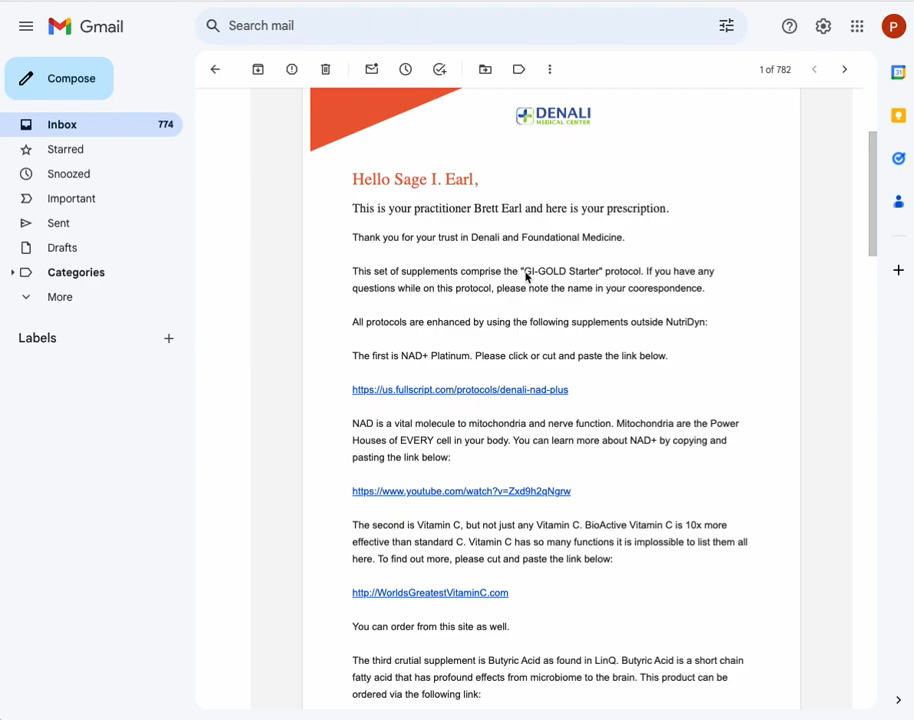 Gmail
Search mail
P
Compose
1 of 782
Inbox 774
Starred
Snoozed
Important
Sent
Drafts
Categories
More
Labels
DENALI
MEDICAL CENTER
Hello Sage I. Earl,
This is your practitioner Brett Earl and here is your prescription.
Thank you for your trust in Denali and Foundational Medicine.
This set of supplements comprise the "GI-GOLD Starter" protocol. If you have any
questions while on this protocol, please note the name in your coorespondence.
All protocols are enhanced by using the following supplements outside NutriDyn:
The first is NAD+ Platinum. Please click or cut and paste the link below.
https://us.fullscript.com/protocols/denali-nad-plus
NAD is a vital molecule to mitochondria and nerve function. Mitochondria are the Power
Houses of EVERY cell in your body. You can learn more about NAD+ by copying and
pasting the link below:
https://www.youtube.com/watch?v=Zxd9h2qNgrw
The second is Vitamin C, but not just any Vitamin C. BioActive Vitamin C is 10x more
effective than standard C. Vitamin C has so many functions it is implossible to list them all
here. To find out more, please cut and paste the link below:
http://WorldsGreatestVitaminC.com
You can order from this site as well.
The third crutial supplement is Butyric Acid as found in LinQ. Butyric Acid is a short chain
fatty acid that has profound effects from microbiome to the brain. This product can be
ordered via the following link: